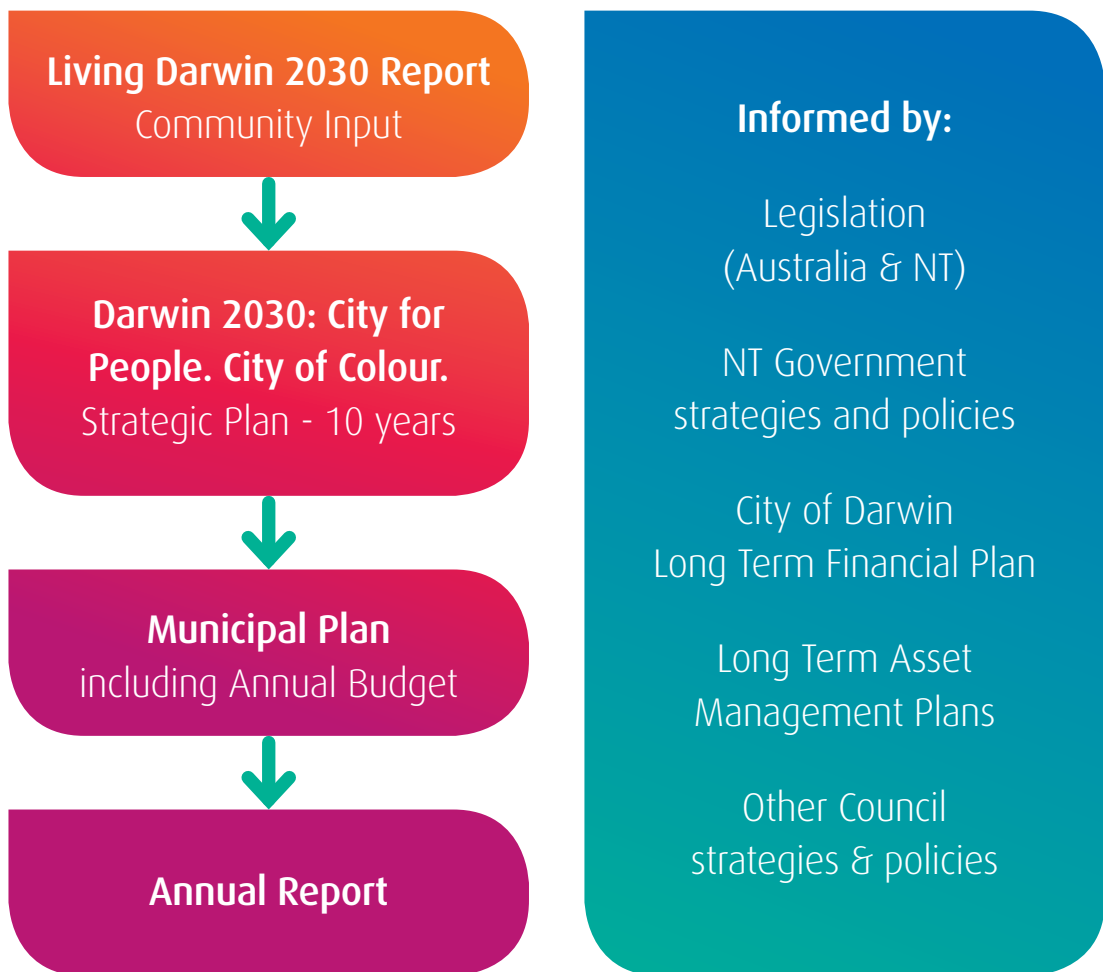 Living Darwin 2030 Report
Community Input
Darwin 2030: City for
People. City of Colour.
Strategic Plan - 10 years
Municipal Plan
including Annual Budget
Annual Report
Informed by:
Legislation
(Australia & NT)
NT Government
strategies and policies
City of Darwin
Long Term Financial Plan
Long Term Asset
Management Plans
Other Council
strategies & policies